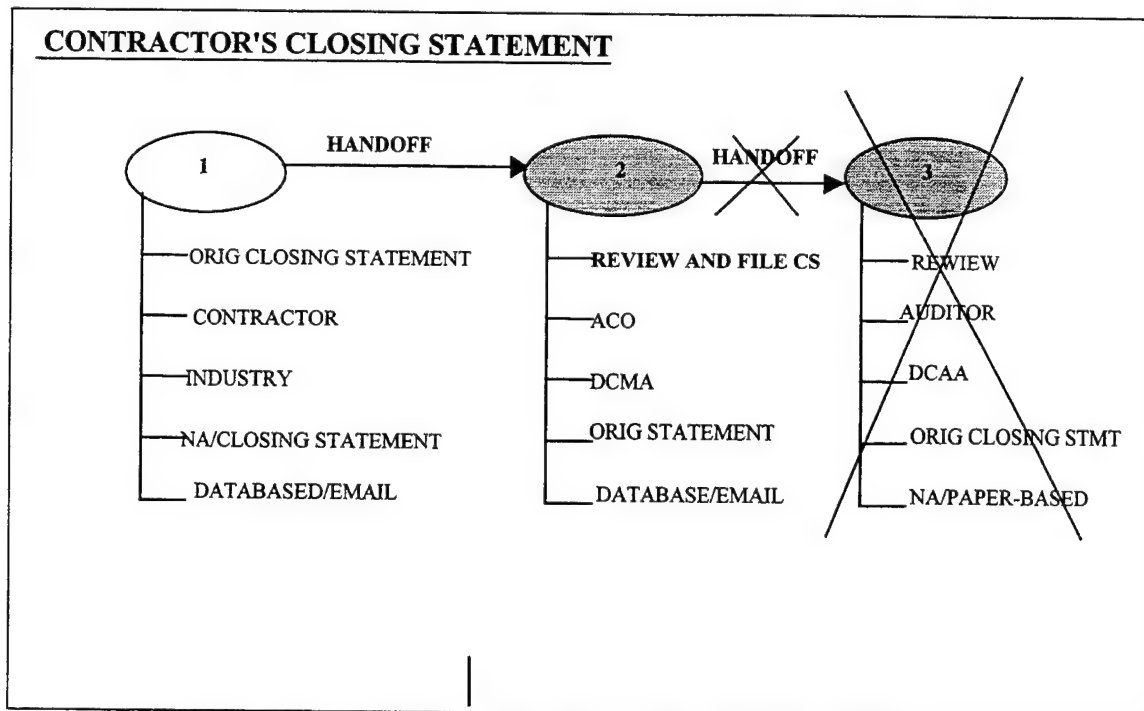 CONTRACTOR'S CLOSING STATEMENT
1
HANDOFF
2
HANDOFF
3
ORIG CLOSING STATEMENT
CONTRACTOR
INDUSTRY
NA/CLOSING STATEMENT
DATABASED/EMAIL
REVIEW AND FILE CS
ACO
DCMA
ORIG STATEMENT
DATABASE/EMAIL
REWIEW
AUDITOR
DCAA
ORIG CLOSING STMT
NA/PAPER-BASED